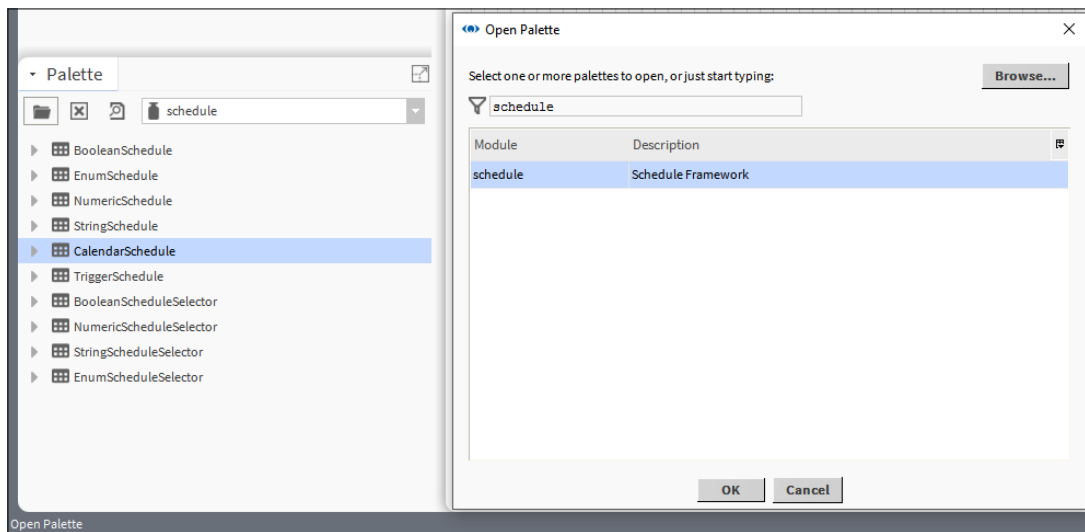 Palette
schedule
BooleanSchedule
EnumSchedule
NumericSchedule
StringSchedule
CalendarSchedule
TriggerSchedule
BooleanScheduleSelector
NumericScheduleSelector
StringScheduleSelector
EnumScheduleSelector
Open Palette
Open Palette
Select one or more palettes to open, or just start typing:
Browse...
schedule
Module Description
schedule Schedule Framework
OK Cancel